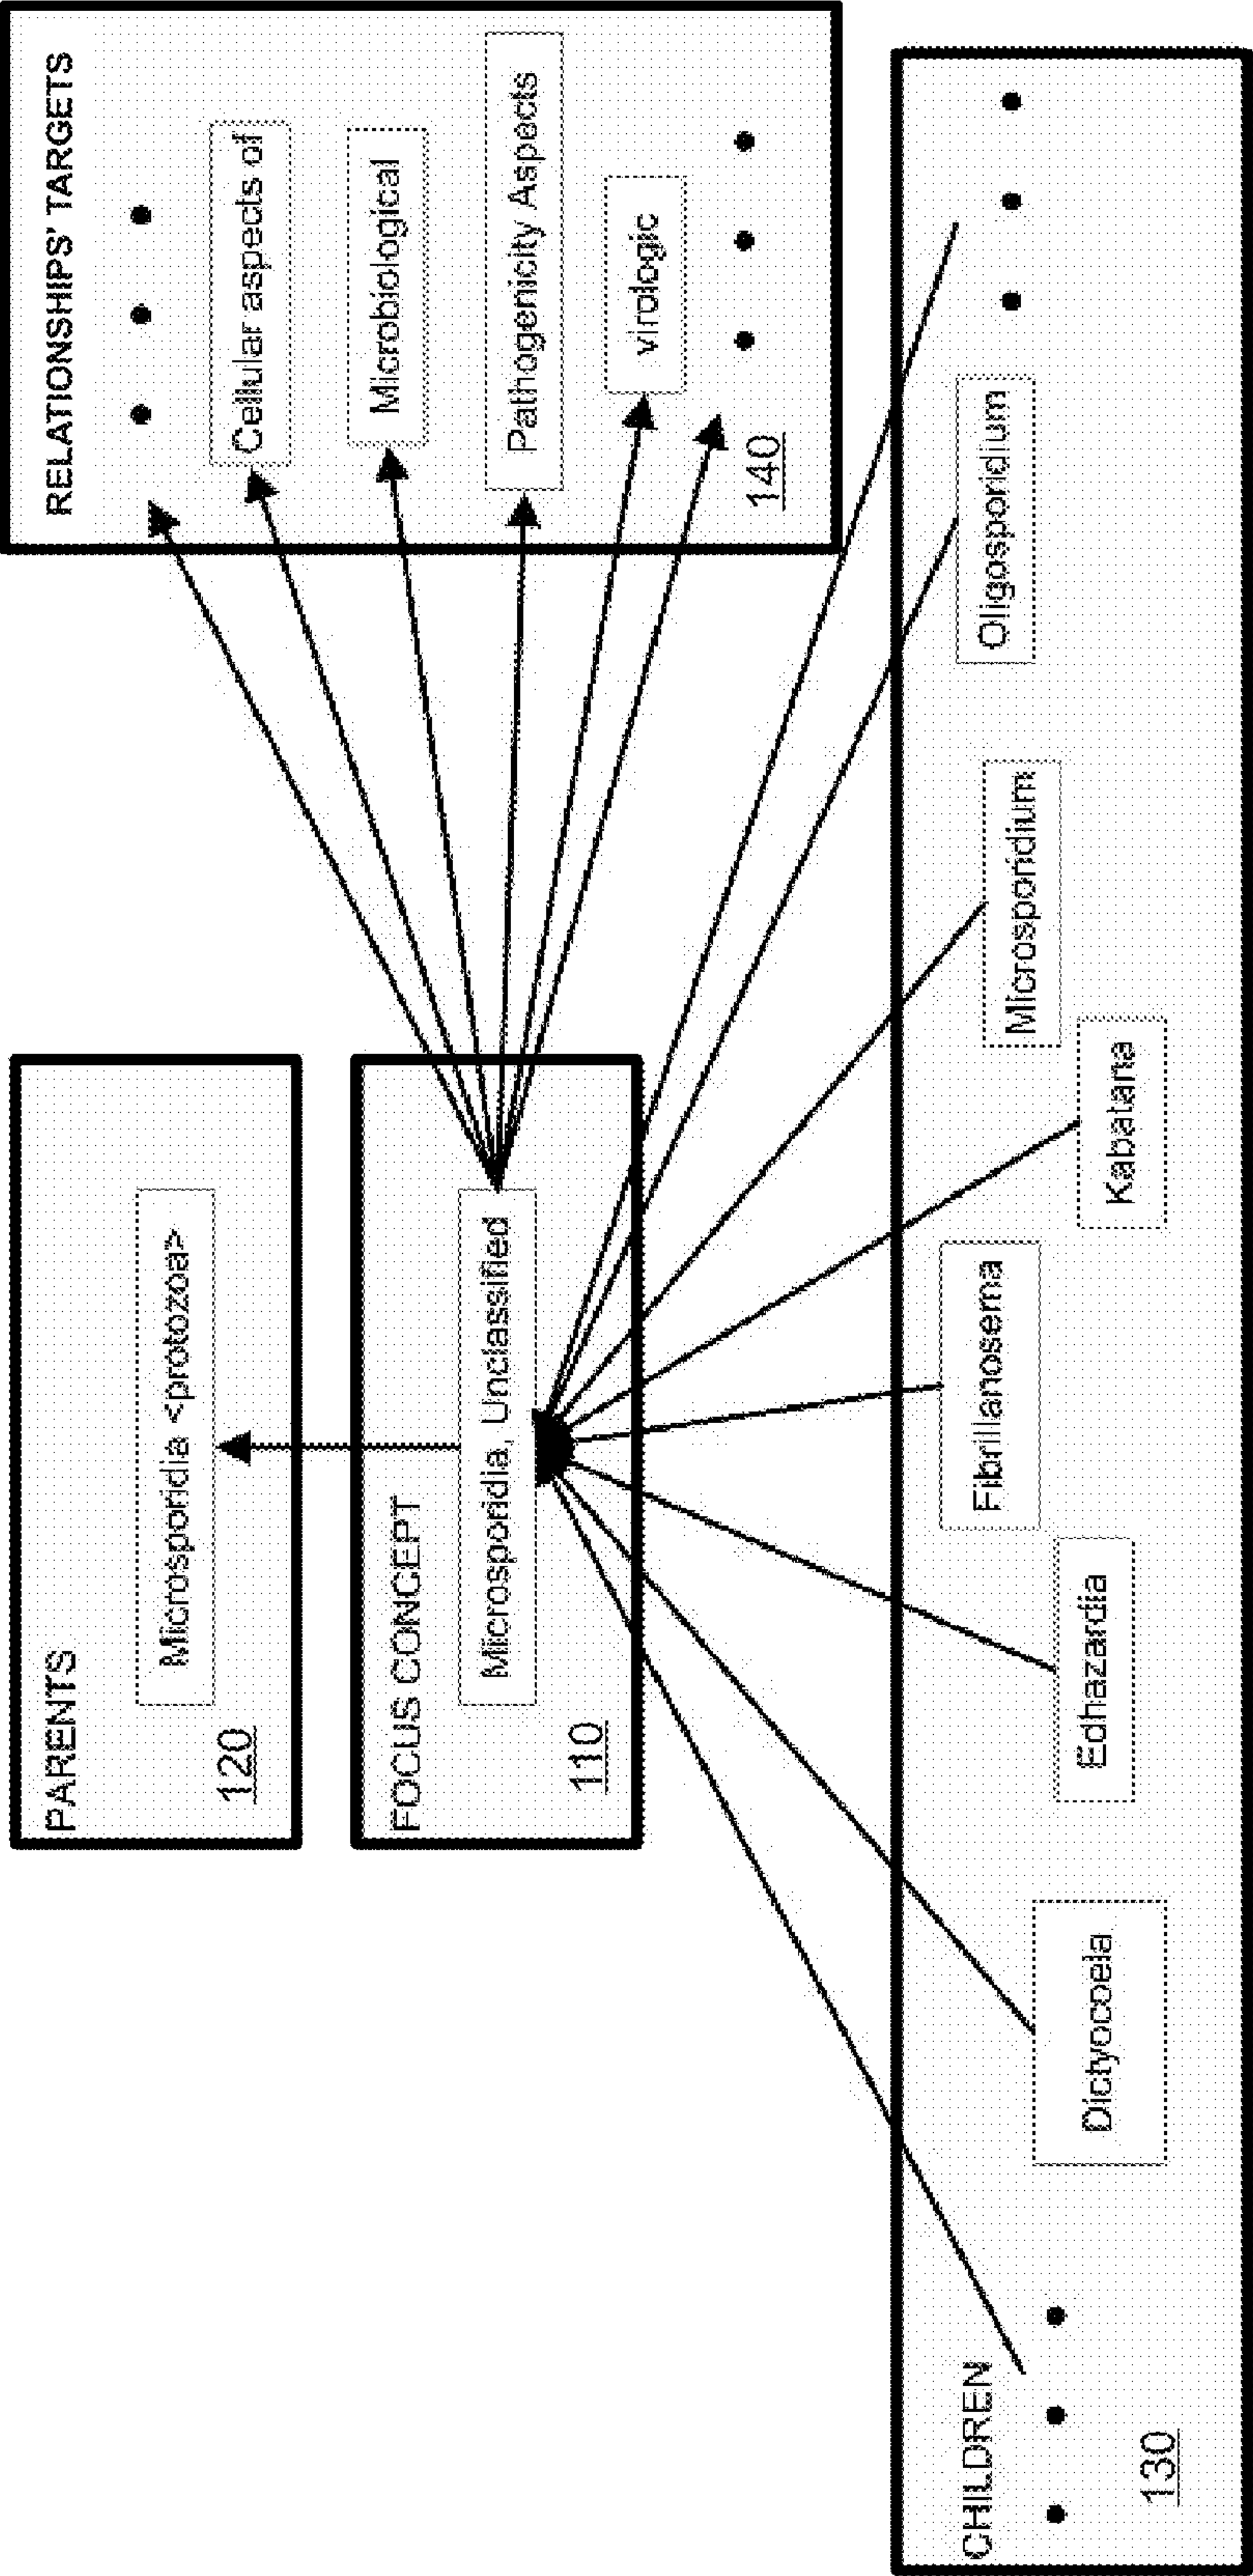 PARENTS
Microsporidia <protozoa>
120
FOCUS CONCEPT
Microsporidia, Unclassified
110
RELATIONSHIPS' TARGETS
Cellular aspects of
Microbiological
Pathogenicity Aspects
virologic
140
CHILDREN
Dictyocoela
Edhazardia
Fibrillanosema
Kabatana
Microsporidium
Oligosporidium
130